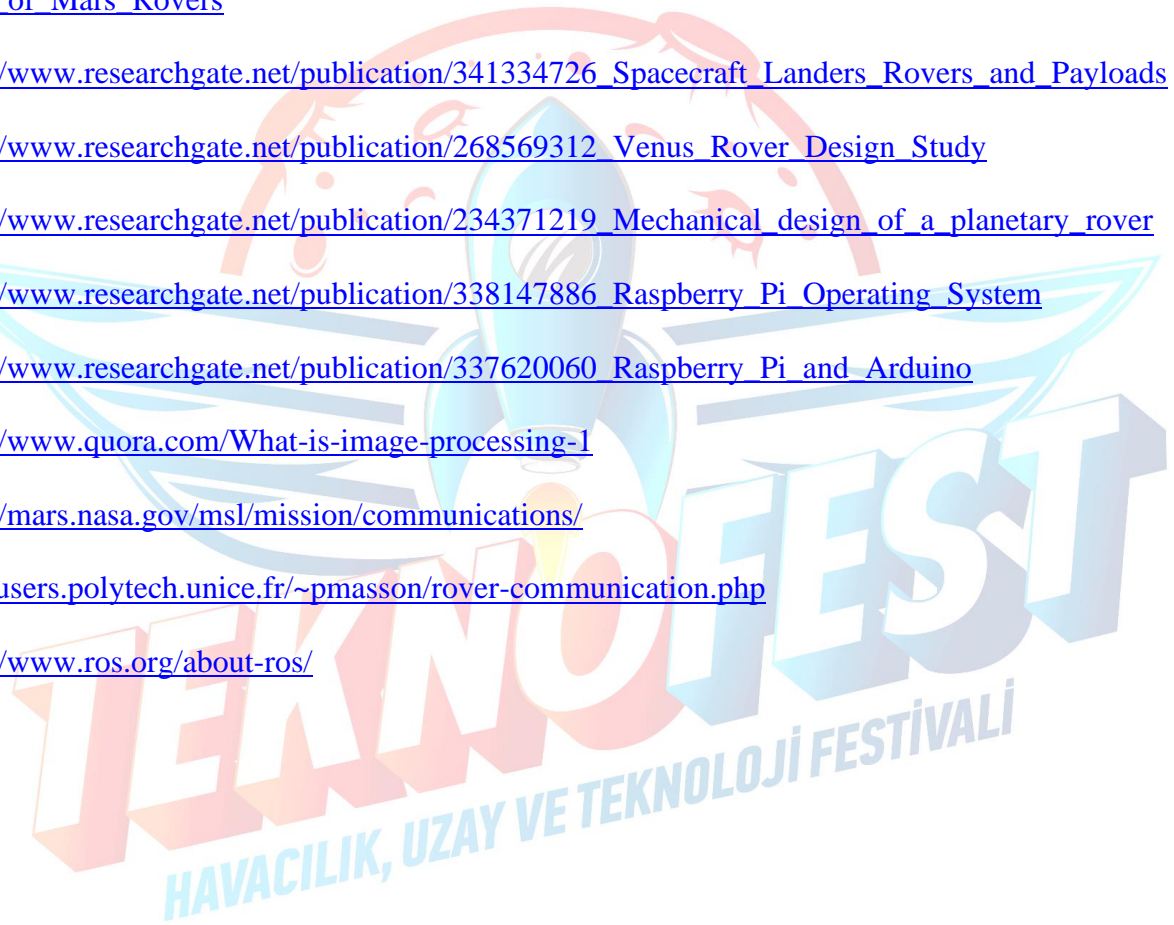 _of_Mars_Rovers
/www.researchgate.net/publication/341334726_Spacecraft_Landers_Rovers_and_Payloads
/www.researchgate.net/publication/268569312_Venus_Rover_Design_Study
/www.researchgate.net/publication/234371219_Mechanical_design_of_a_planetary_rover
/www.researchgate.net/publication/338147886_Raspberry_Pi_Operating_System
/www.researchgate.net/publication/337620060_Raspberry_Pi_and_Arduino
/www.quora.com/What-is-image-processing-1
/mars.nasa.gov/msl/mission/communications/
users.polytech.unice.fr/~pmasson/rover-communication.php
/www.ros.org/about-ros/
TEKNOFEST
HAVACILIK, UZAY VE TEKNOLOJİ FESTİVALİ